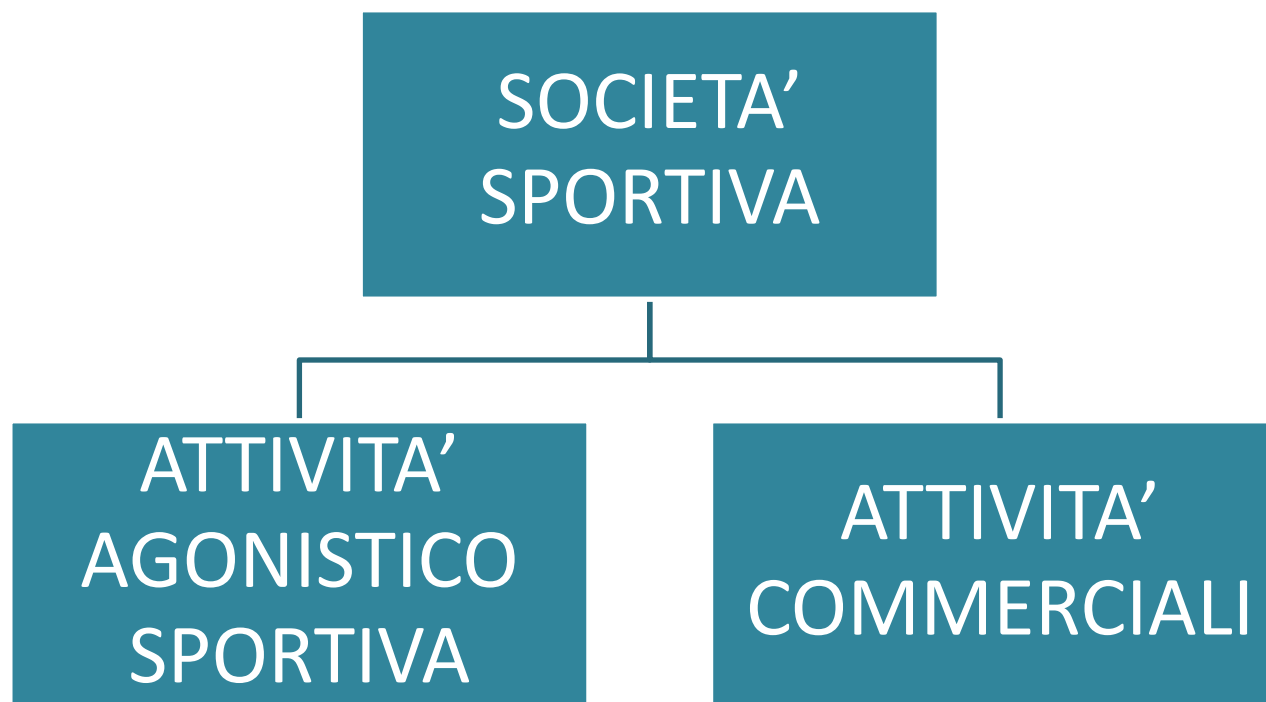 SOCIETA’
SPORTIVA
ATTIVITA’
AGONISTICO
SPORTIVA
ATTIVITA’
COMMERCIALI